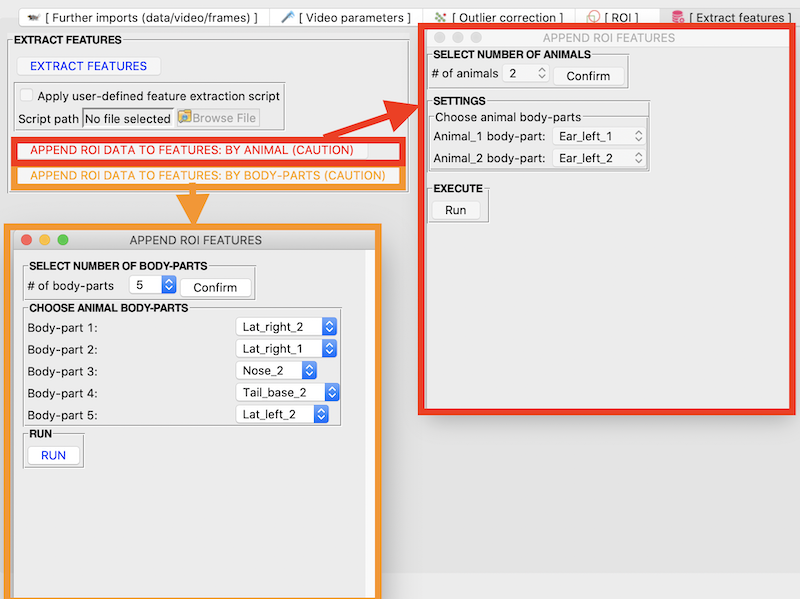 [ Further imports (data/video/frames) ]
[ Video parameters ]
[ Outlier correction ]
[ ROI ]
[ Extract features ]
EXTRACT FEATURES
EXTRACT FEATURES
Apply user-defined feature extraction script
Script path No file selected Browse File
APPEND ROI DATA TO FEATURES: BY ANIMAL (CAUTION)
APPEND ROI DATA TO FEATURES: BY BODY-PARTS (CAUTION)
APPEND ROI FEATURES
SELECT NUMBER OF ANIMALS
# of animals 2 Confirm
SETTINGS
Choose animal body-parts
Animal_1 body-part: Ear_left_1
Animal_2 body-part: Ear_left_2
EXECUTE
Run
APPEND ROI FEATURES
SELECT NUMBER OF BODY-PARTS
# of body-parts 5 Confirm
CHOOSE ANIMAL BODY-PARTS
Body-part 1: Lat_right_2
Body-part 2: Lat_right_1
Body-part 3: Nose_2
Body-part 4: Tail_base_2
Body-part 5: Lat_left_2
RUN
RUN